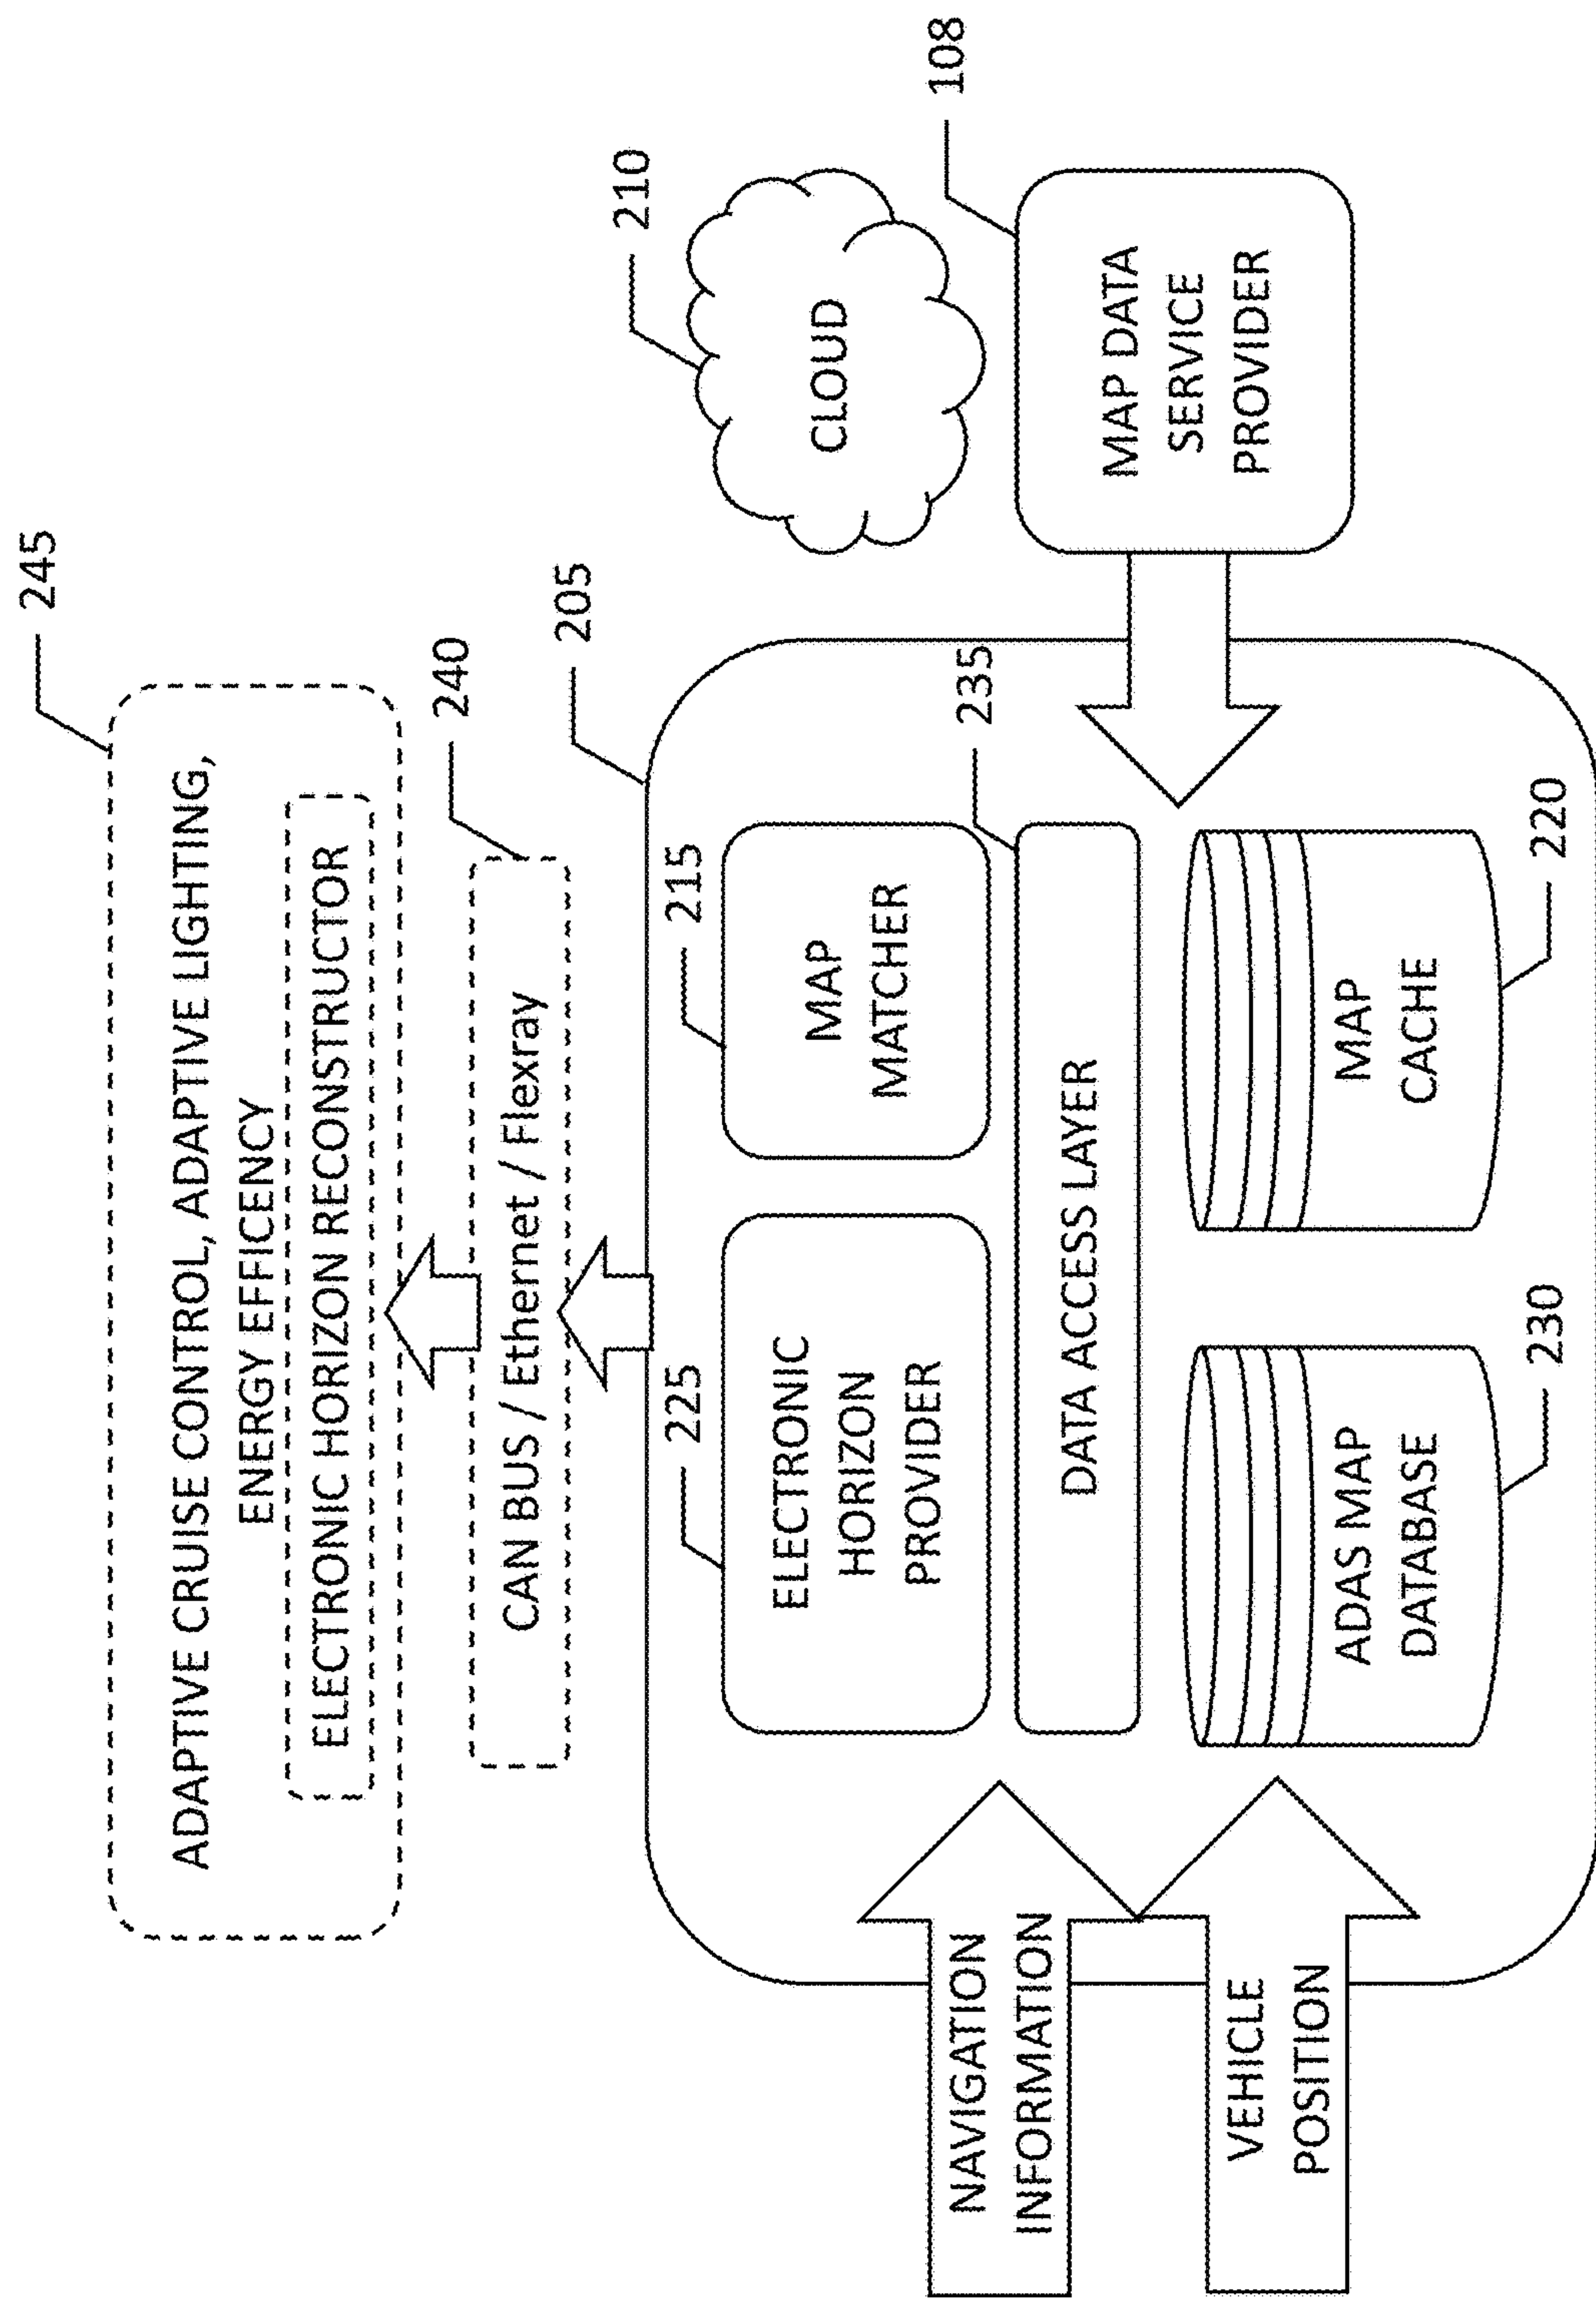 245
ADAPTIVE CRUISE CONTROL, ADAPTIVE LIGHTING,
ENERGY EFFICENCY
ELECTRONIC HORIZON RECONSTRUCTOR
240
CAN BUS / Ethernet / Flexray
205
210
CLOUD
108
MAP DATA
SERVICE
PROVIDER
225
ELECTRONIC
HORIZON
PROVIDER
215
MAP
MATCHER
235
DATA ACCESS LAYER
NAVIGATION
INFORMATION
VEHICLE
POSITION
ADAS MAP
DATABASE
230
MAP
CACHE
220